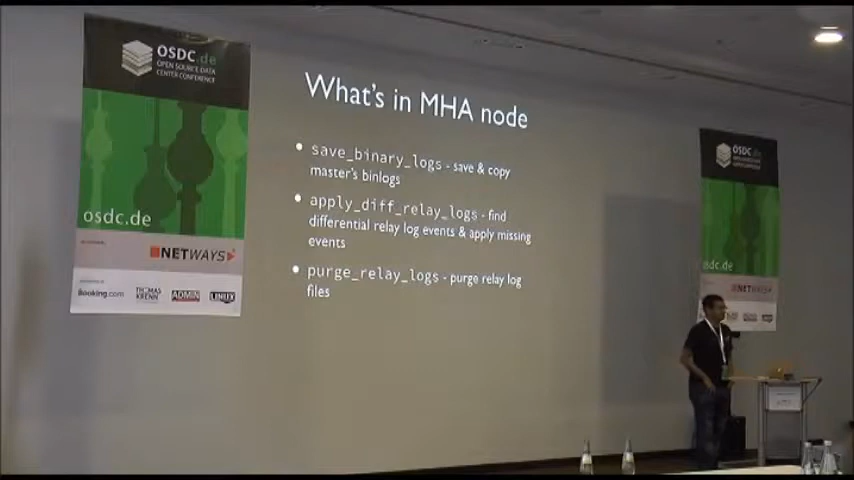 OSDC.de
OPEN SOURCE DATA
CENTER CONFERENCE
osdc.de
NETWAYS
Booking.com
THOMAS
KRENN
ADMIN
LINUX
What's in MHA node
• save_binary_logs - save & copy
master's binlogs
• apply_diff_relay_logs - find
differential relay log events & apply missing
events
• purge_relay_logs - purge relay log
files
OSDC.de
osdc.de
NETWAYS